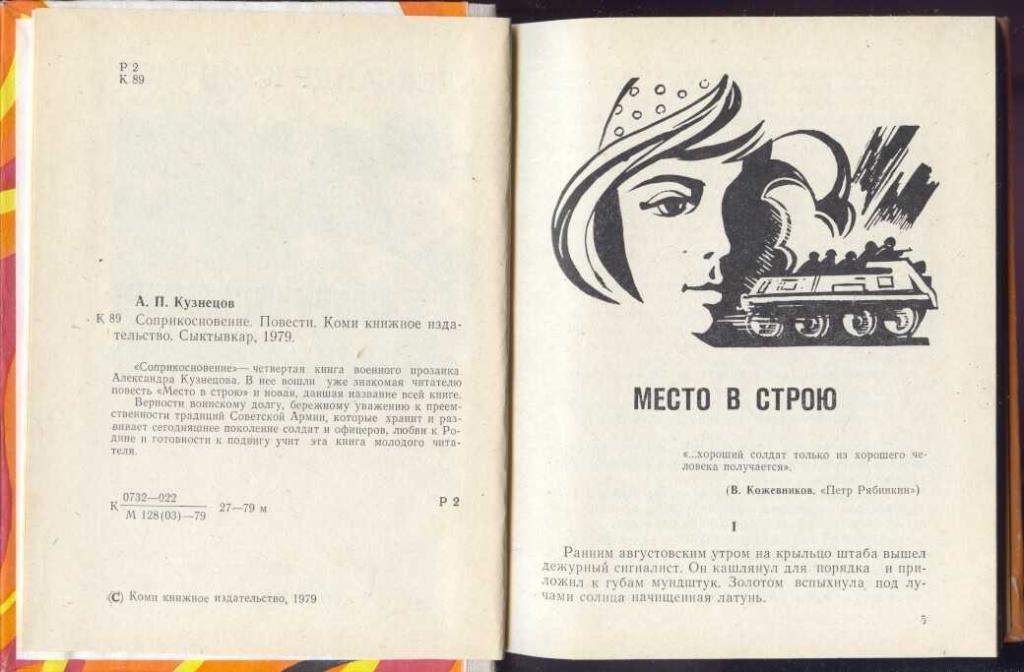 Р 2
К 89
А. П. Кузнецов
К 89 Соприкосновение. Повести. Коми книжное изда-
тельство. Сыктывкар, 1979.
«Соприкосновение»— четвертая книга военного прозаика
Александра Кузнецова. В нее вошли уже знакомая читателю
повесть «Место в строю» и новая, давшая название всей книге.
Верности воинскому долгу, бережному уважению к преем-
ственности традиций Советской Армии, которые хранит и раз-
вивает сегодняшнее поколение солдат и офицеров, любви к Ро-
дине и готовности к подвигу учит эта книга молодого чита-
теля.
0732—022
К 27—79 м Р 2
М 128(03)—79
© Коми книжное издательство, 1979
МЕСТО В СТРОЮ
«...хороший солдат только из хорошего че-
ловека получается».
(В. Кожевников, «Петр Рябинкин»)
I
Ранним августовским утром на крыльцо штаба вышел
дежурный сигналист. Он кашлянул для порядка и при-
ложил к губам мундштук. Золотом вспыхнула под лу-
чами солнца начищенная латунь.
5